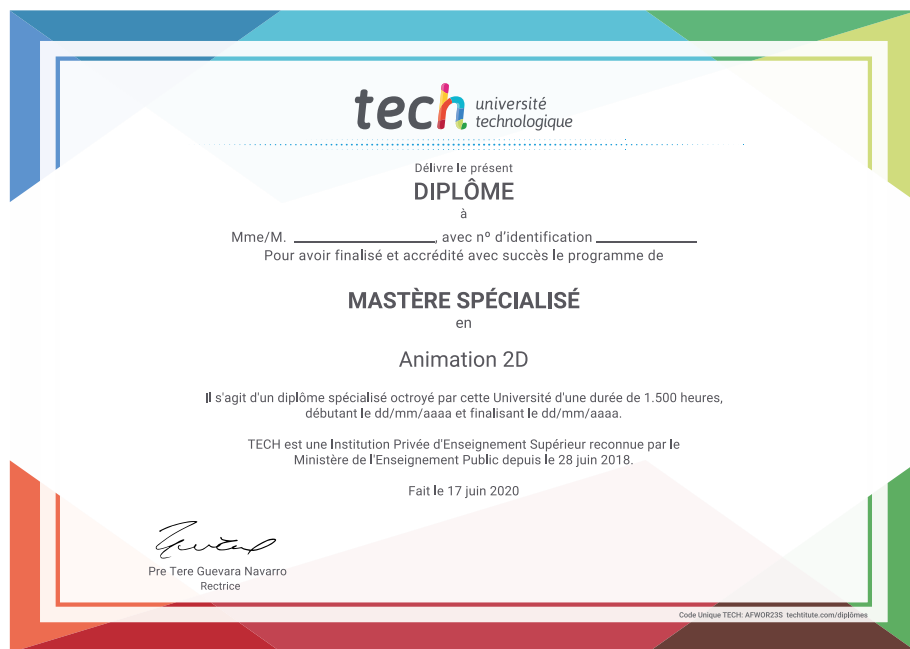 tech université
technologique
Délivre le présent
DIPLÔME
à
Mme/M. ____________, avec nº d'identification ____________
Pour avoir finalisé et accrédité avec succès le programme de
MASTÈRE SPÉCIALISÉ
en
Animation 2D
Il s'agit d'un diplôme spécialisé octroyé par cette Université d'une durée de 1.500 heures,
débutant le dd/mm/aaaa et finalisant le dd/mm/aaaa.
TECH est une Institution Privée d'Enseignement Supérieur reconnue par le
Ministère de l'Enseignement Public depuis le 28 juin 2018.
Fait le 17 juin 2020
Pre Tere Guevara Navarro
Rectrice
Code Unique TECH: AFWOR23S techtitute.com/diplômes